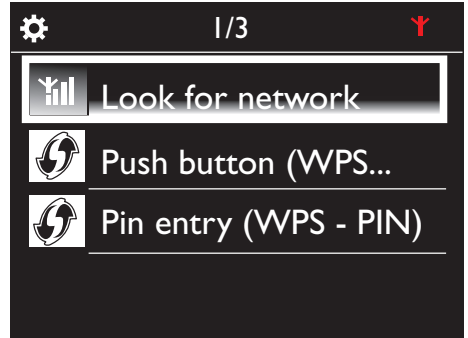 1/3
Look for network
Push button (WPS...
Pin entry (WPS - PIN)